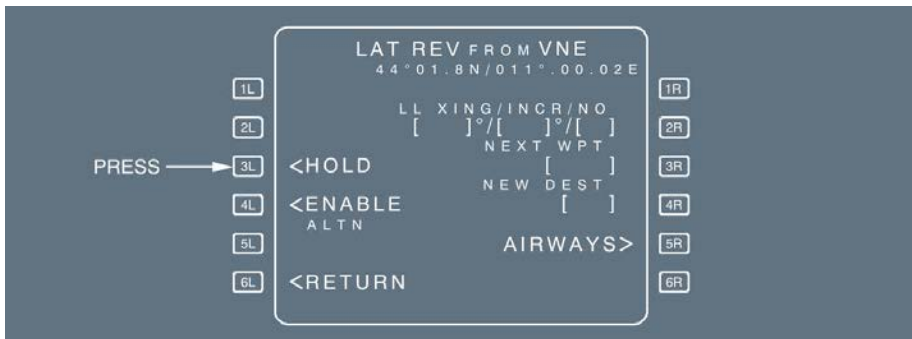 LAT REV FROM VNE
44°01.8N/011°.00.02E
1L 1R
LL XING/INCR/NO
2L [ ]°/[ ]°/[ ] 2R
NEXT WPT
PRESS 3L <HOLD [ ] 3R
NEW DEST
4L <ENABLE [ ] 4R
ALTN
5L AIRWAYS> 5R
6L <RETURN 6R